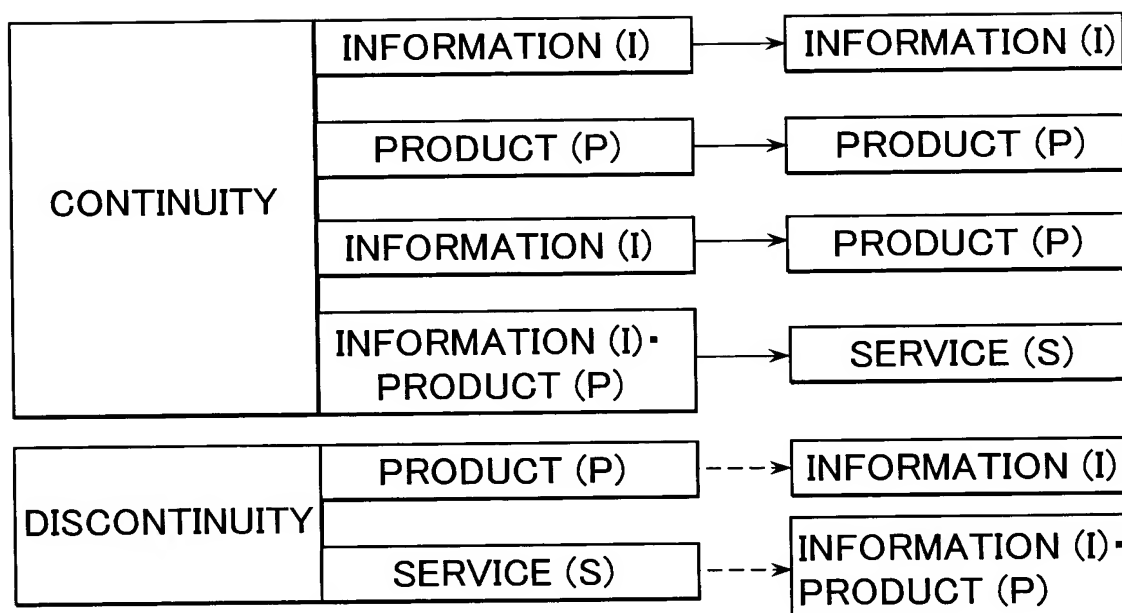 INFORMATION (I)
INFORMATION (I)
PRODUCT (P)
PRODUCT (P)
CONTINUITY
INFORMATION (I)
PRODUCT (P)
INFORMATION (I)▪
PRODUCT (P)
SERVICE (S)
PRODUCT (P)
INFORMATION (I)
DISCONTINUITY
SERVICE (S)
INFORMATION (I)▪
PRODUCT (P)